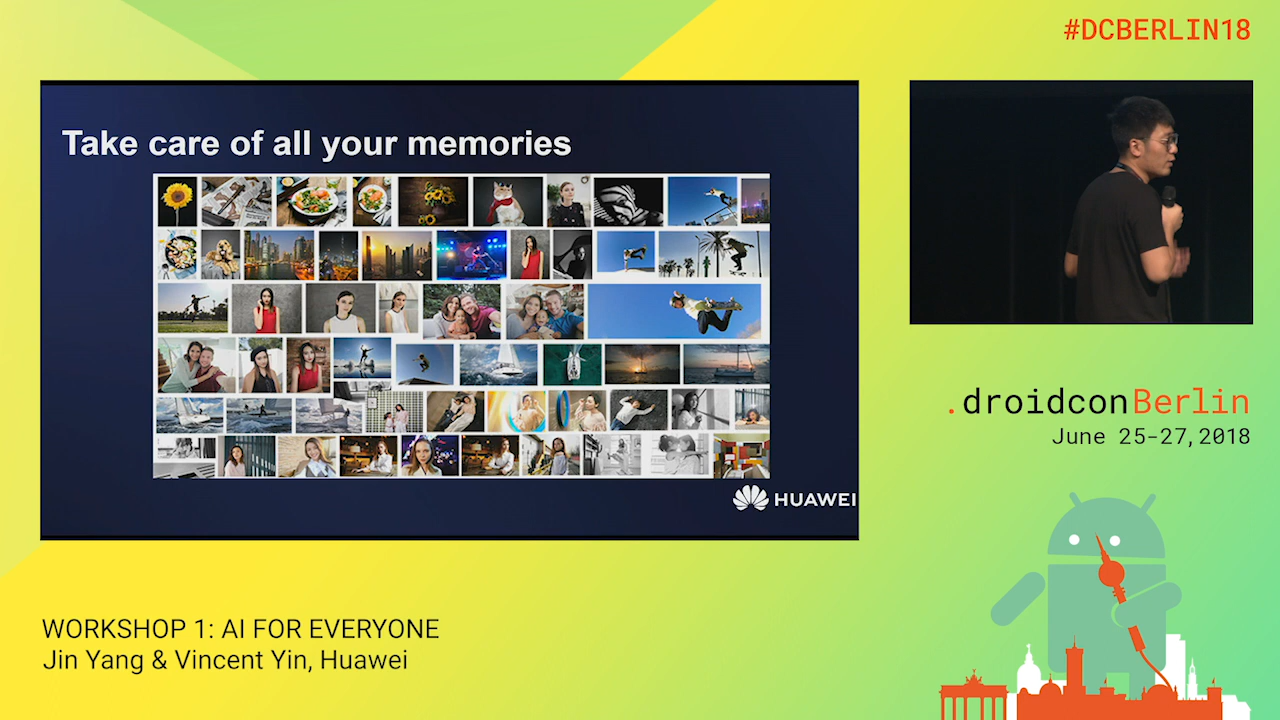 #DCBERLIN18
Take care of all your memories
HUAWEI
.droidconBerlin
June 25-27, 2018
WORKSHOP 1: AI FOR EVERYONE
Jin Yang & Vincent Yin, Huawei